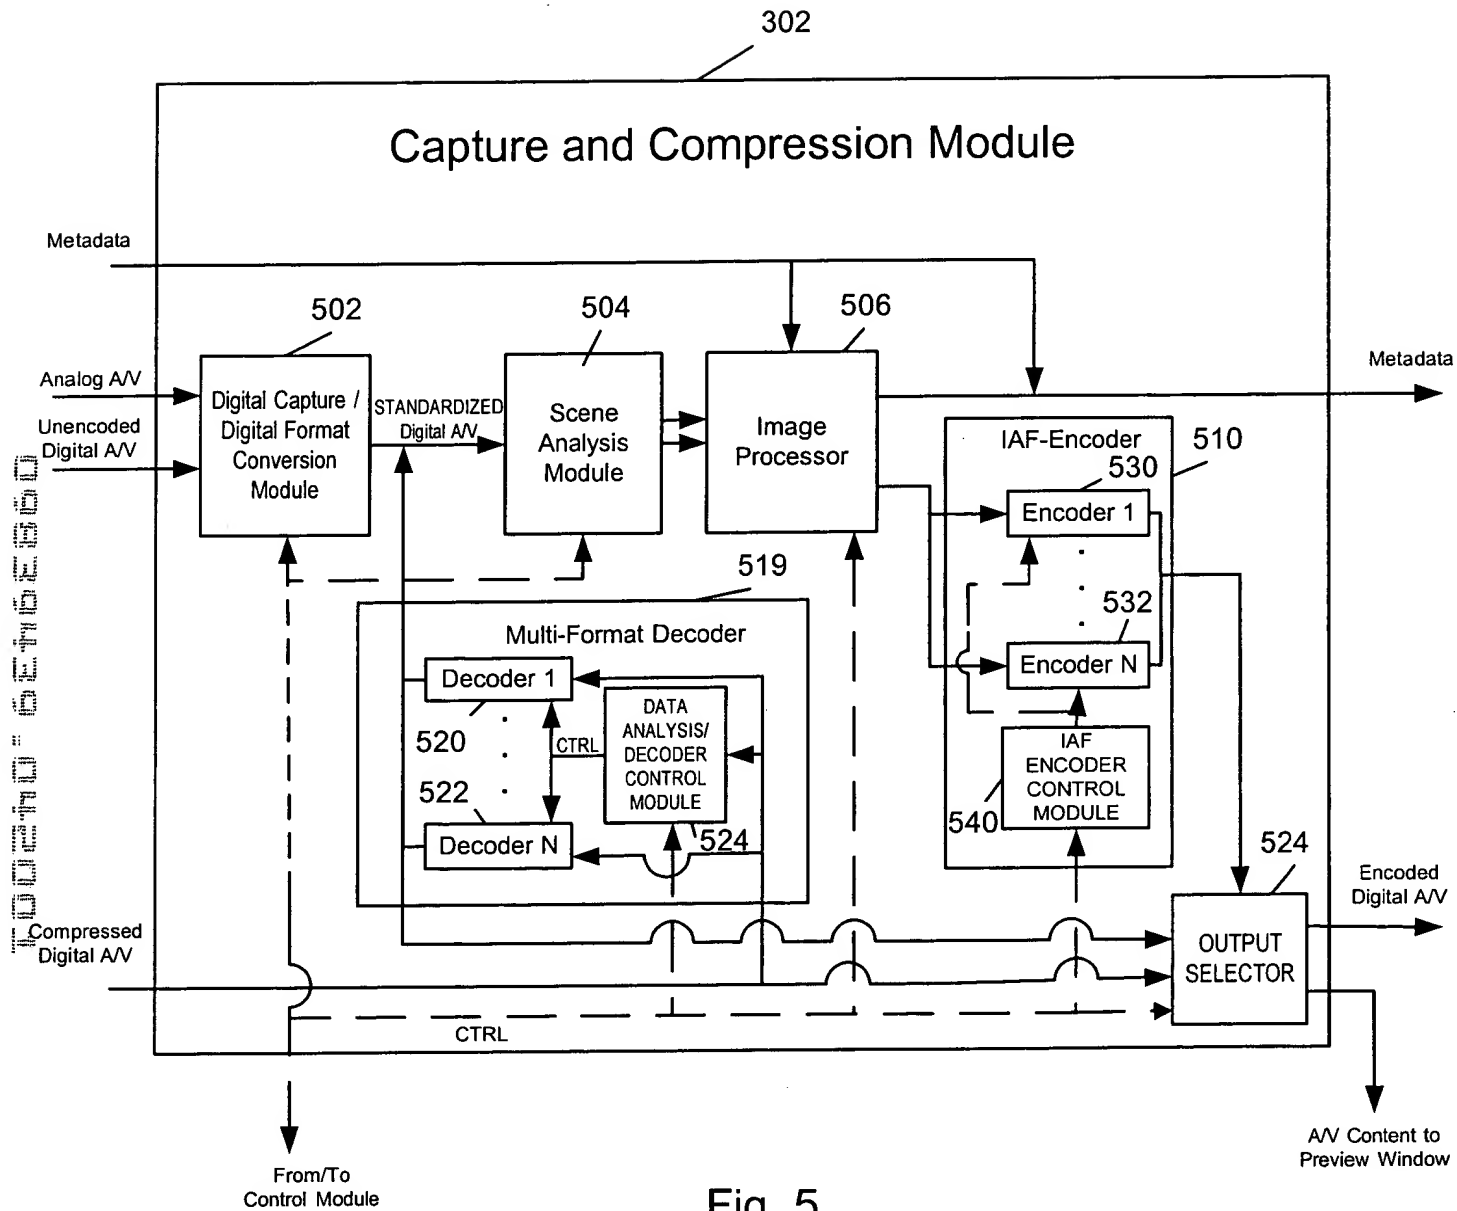 302
Capture and Compression Module
Metadata
502
504
506
Metadata
Analog A/V
Unencoded
Digital A/V
Digital Capture /
Digital Format
Conversion
Module
STANDARDIZED
Digital A/V
Scene
Analysis
Module
Image
Processor
IAF-Encoder
510
530
Encoder 1
532
Encoder N
IAF
ENCODER
CONTROL
MODULE
540
519
Multi-Format Decoder
Decoder 1
520
DATA
ANALYSIS/
DECODER
CONTROL
MODULE
CTRL
522
Decoder N
524
524
OUTPUT
SELECTOR
Encoded
Digital A/V
Compressed
Digital A/V
CTRL
A/V Content to
Preview Window
From/To
Control Module
Fig. 5